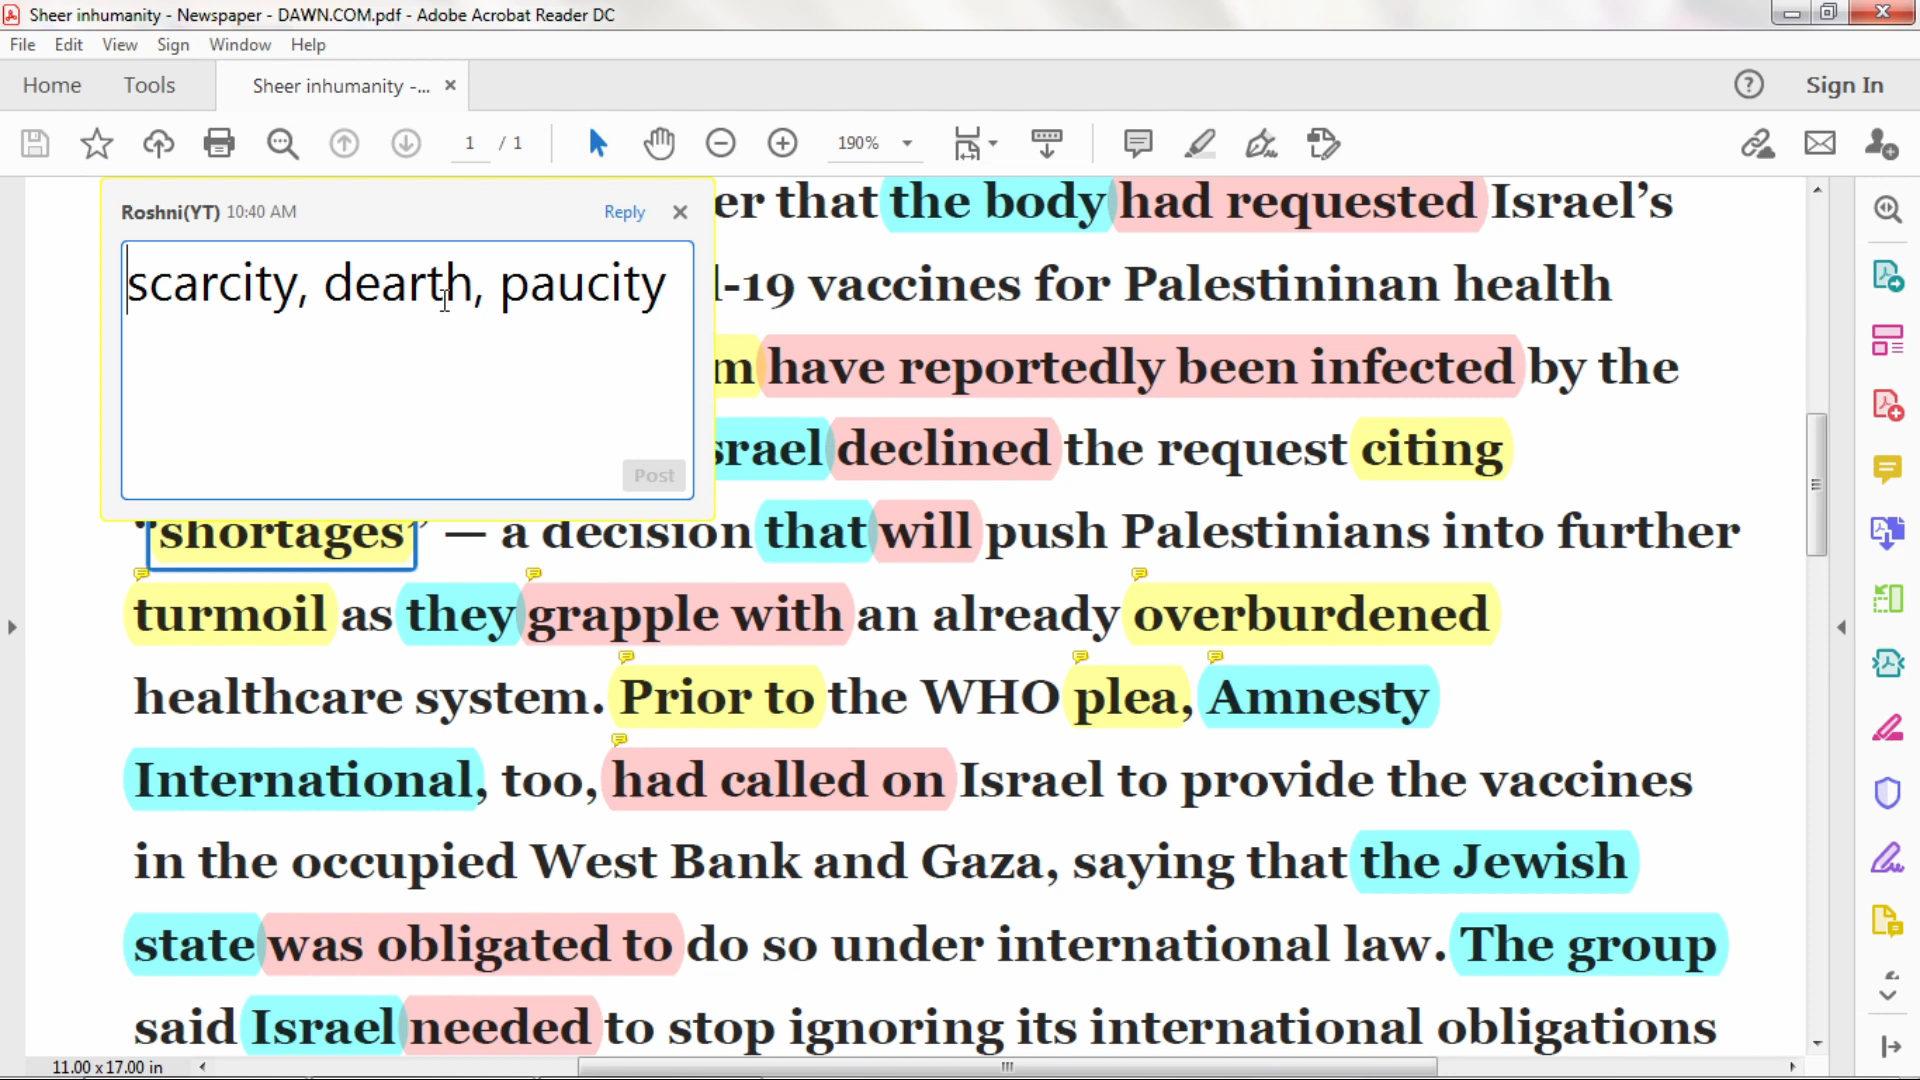 Sheer inhumanity - Newspaper - DAWN.COM.pdf - Adobe Acrobat Reader DC
File Edit View Sign Window Help
Home Tools Sheer inhumanity -... × Sign In
1 / 1 190%
Roshni(YT) 10:40 AM Reply
scarcity, dearth, paucity
Post
er that the body had requested Israel’s
l-19 vaccines for Palestininan health
m have reportedly been infected by the
srael declined the request citing
“shortages” — a decision that will push Palestinians into further
turmoil as they grapple with an already overburdened
healthcare system. Prior to the WHO plea, Amnesty
International, too, had called on Israel to provide the vaccines
in the occupied West Bank and Gaza, saying that the Jewish
state was obligated to do so under international law. The group
said Israel needed to stop ignoring its international obligations
11.00 x 17.00 in